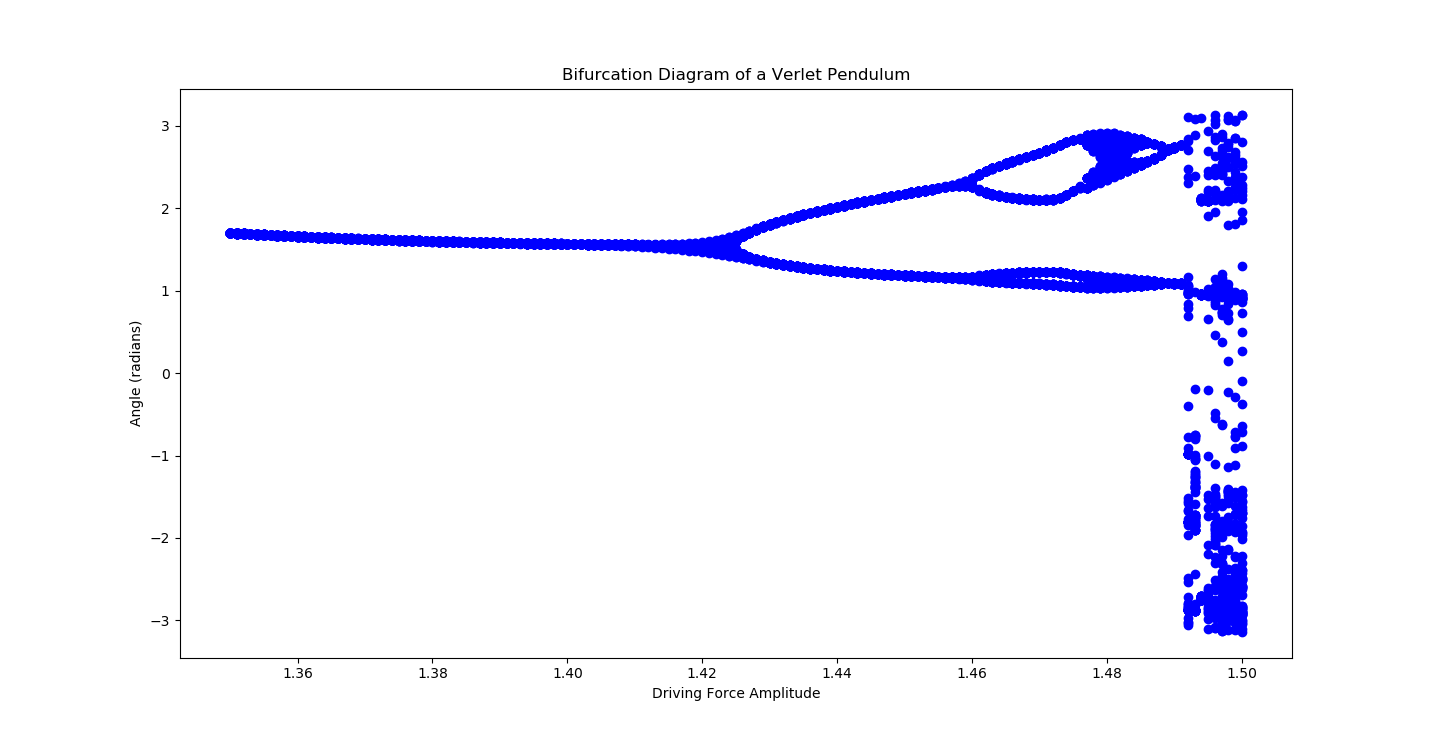 Bifurcation Diagram of a Verlet Pendulum
3
2
1
0
−1
−2
−3
Angle (radians)
1.36 1.38 1.40 1.42 1.44 1.46 1.48 1.50
Driving Force Amplitude